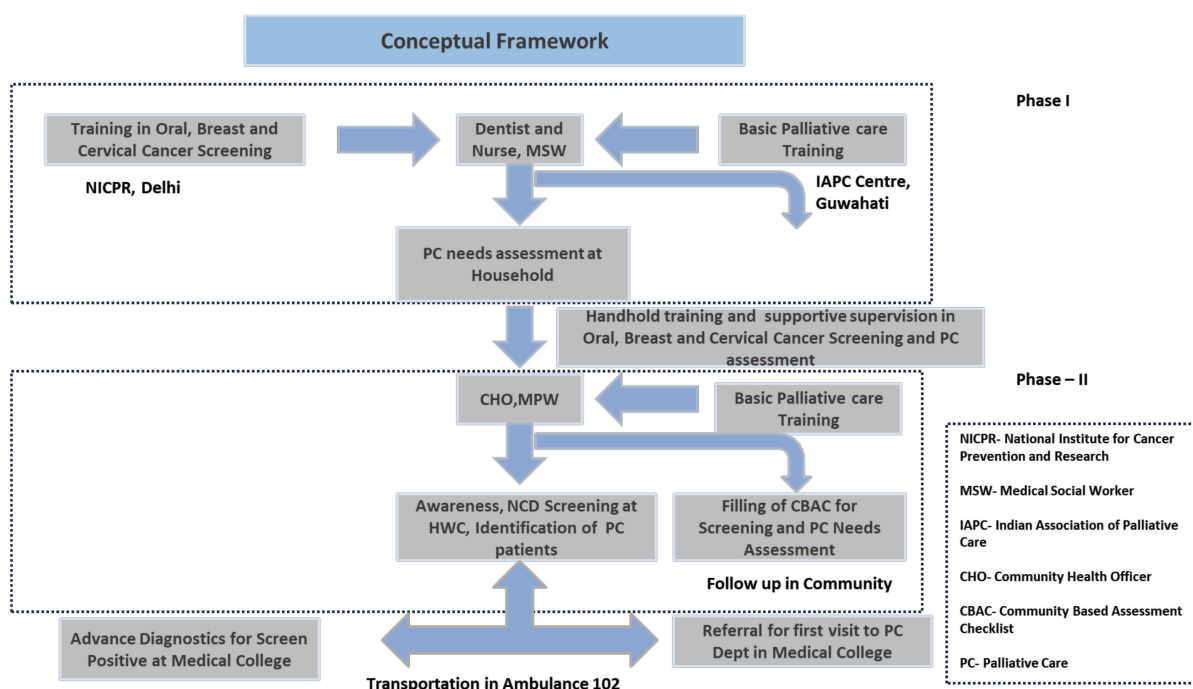 Conceptual Framework
Phase I
Training in Oral, Breast and
Cervical Cancer Screening
Dentist and
Nurse, MSW
Basic Palliative care
Training
NICPR, Delhi
IAPC Centre,
Guwahati
PC needs assessment at
Household
Handhold training and supportive supervision in
Oral, Breast and Cervical Cancer Screening and PC
assessment
Phase – II
CHO,MPW
Basic Palliative care
Training
Awareness, NCD Screening at
HWC, Identification of PC
patients
Filling of CBAC for
Screening and PC Needs
Assessment
Follow up in Community
Advance Diagnostics for Screen
Positive at Medical College
Referral for first visit to PC
Dept in Medical College
Transportation in Ambulance 102
NICPR- National Institute for Cancer
Prevention and Research
MSW- Medical Social Worker
IAPC- Indian Association of Palliative
Care
CHO- Community Health Officer
CBAC- Community Based Assessment
Checklist
PC- Palliative Care